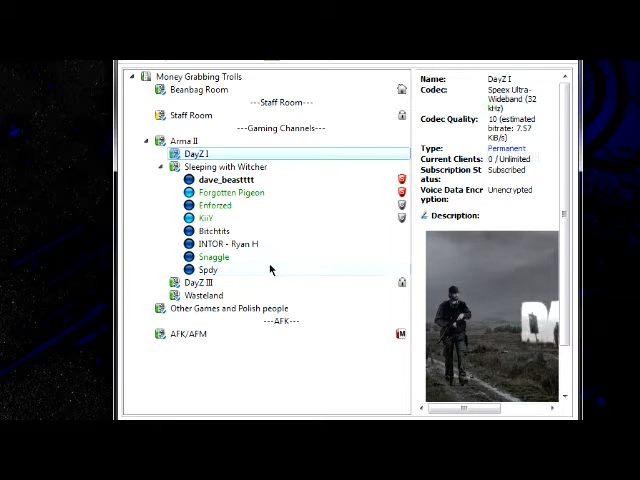 Money Grabbing Trolls
Beanbag Room
---Staff Room---
Staff Room
---Gaming Channels---
Arma II
DayZ I
Sleeping with Witcher
dave_beastttt
Forgotten Pigeon
Enforzed
KiiY
Bitchtits
INTOR - Ryan H
Snaggle
Spdy
DayZ III
Wasteland
Other Games and Polish people
---AFK---
AFK/AFM
M
Name: DayZ I
Codec: Speex Ultra-
Wideband (32
kHz)
Codec Quality: 10 (estimated
bitrate: 7.57
KiB/s)
Type: Permanent
Current Clients: 0 / Unlimited
Subscription St Subscribed
atus:
Voice Data Encr Unencrypted
yption:
Description: